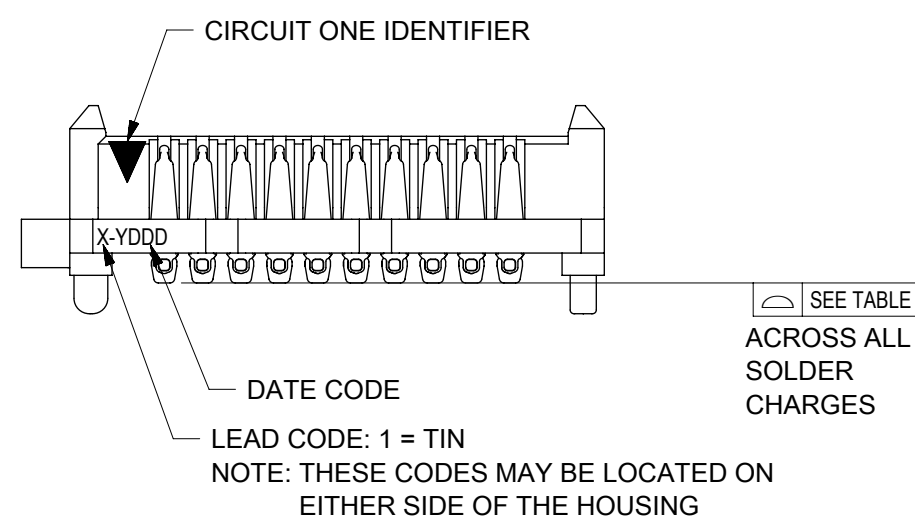 CIRCUIT ONE IDENTIFIER
X-YDDD
SEE TABLE
ACROSS ALL
SOLDER
CHARGES
DATE CODE
LEAD CODE: 1 = TIN
NOTE: THESE CODES MAY BE LOCATED ON
EITHER SIDE OF THE HOUSING